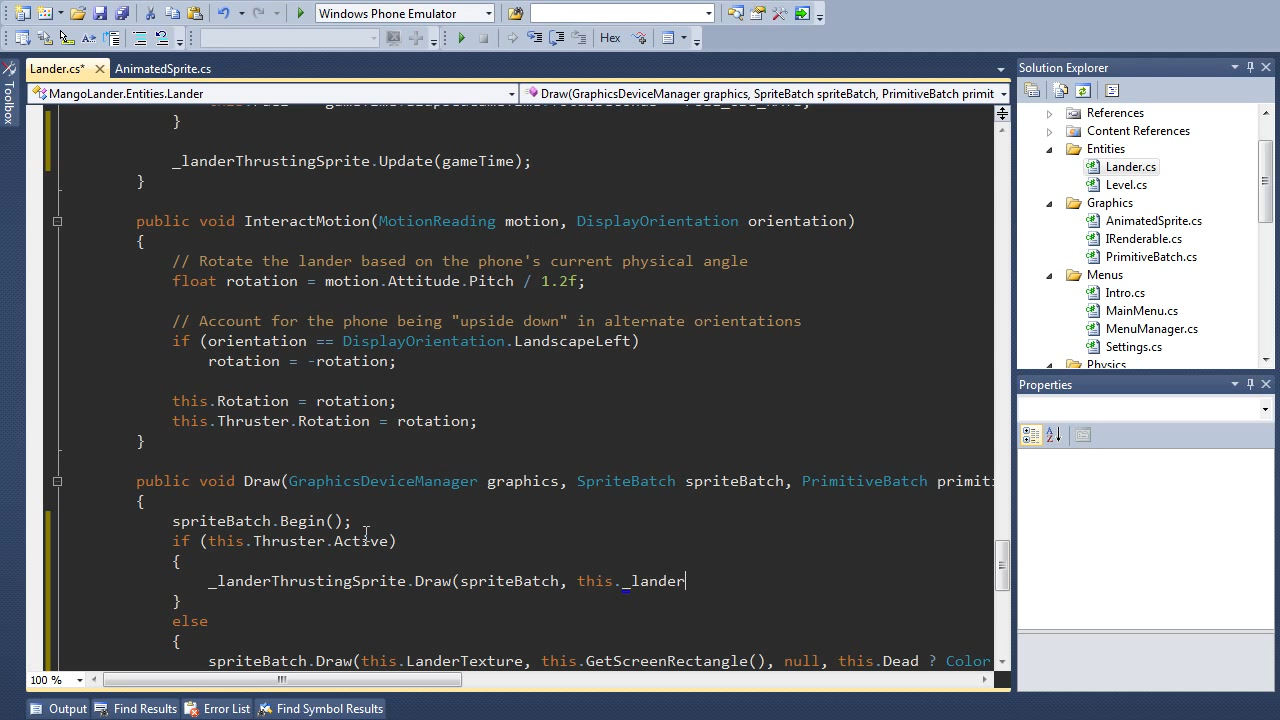 Windows Phone Emulator
Hex
Lander.cs*
AnimatedSprite.cs
Toolbox
MangoLander.Entities.Lander
Draw(GraphicsDeviceManager graphics, SpriteBatch spriteBatch, PrimitiveBatch primit
}
_landerThrustingSprite.Update(gameTime);
}
public void InteractMotion(MotionReading motion, DisplayOrientation orientation)
{
// Rotate the lander based on the phone's current physical angle
float rotation = motion.Attitude.Pitch / 1.2f;
// Account for the phone being "upside down" in alternate orientations
if (orientation == DisplayOrientation.LandscapeLeft)
rotation = -rotation;
this.Rotation = rotation;
this.Thruster.Rotation = rotation;
}
public void Draw(GraphicsDeviceManager graphics, SpriteBatch spriteBatch, PrimitiveBatch primiti
{
spriteBatch.Begin();
if (this.Thruster.Active)
{
_landerThrustingSprite.Draw(spriteBatch, this._lander
}
else
{
spriteBatch.Draw(this.LanderTexture, this.GetScreenRectangle(), null, this.Dead ? Color
100 %
Solution Explorer
References
Content References
Entities
Lander.cs
Level.cs
Graphics
AnimatedSprite.cs
IRenderable.cs
PrimitiveBatch.cs
Menus
Intro.cs
MainMenu.cs
MenuManager.cs
Settings.cs
Physics
Properties
Output
Find Results
Error List
Find Symbol Results